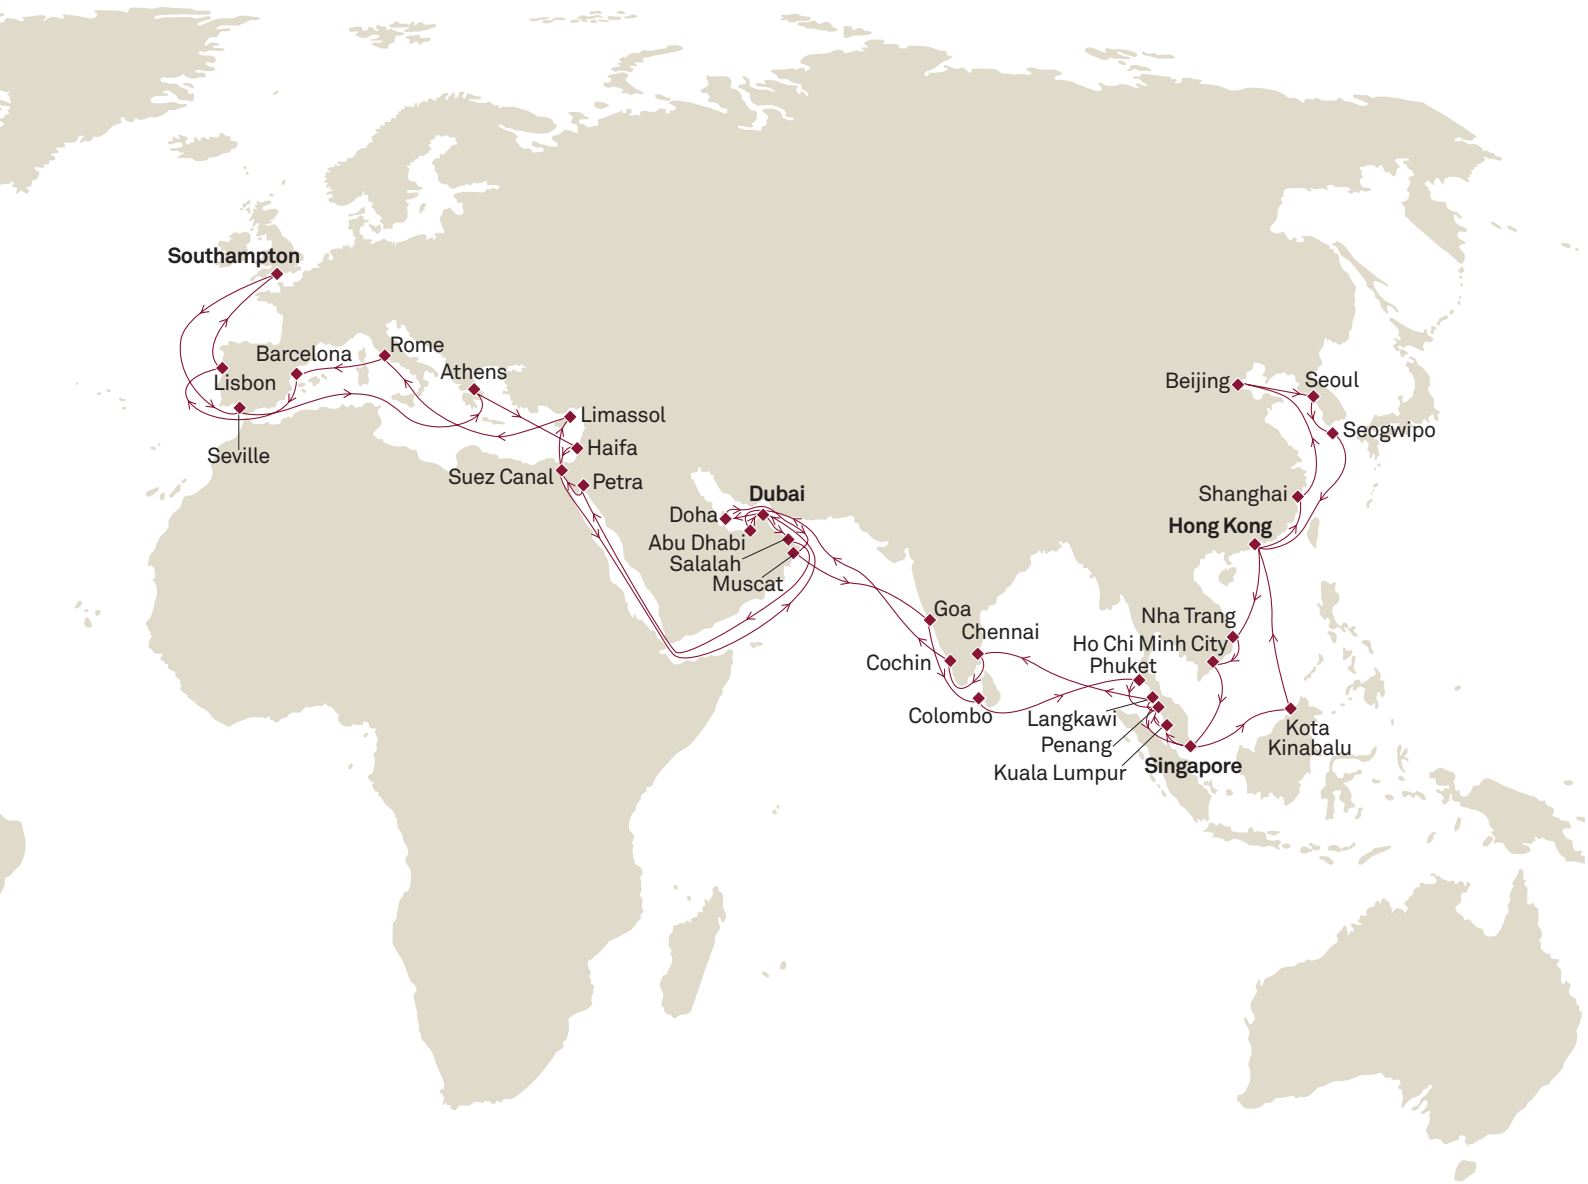 Southampton
Rome
Barcelona
Athens
Lisbon
Limassol
Seville
Haifa
Suez Canal
Petra
Dubai
Doha
Abu Dhabi
Salalah
Muscat
Goa
Chennai
Cochin
Colombo
Beijing
Seoul
Seogwipo
Shanghai
Hong Kong
Nha Trang
Ho Chi Minh City
Phuket
Langkawi
Penang
Kuala Lumpur
Singapore
Kota
Kinabalu